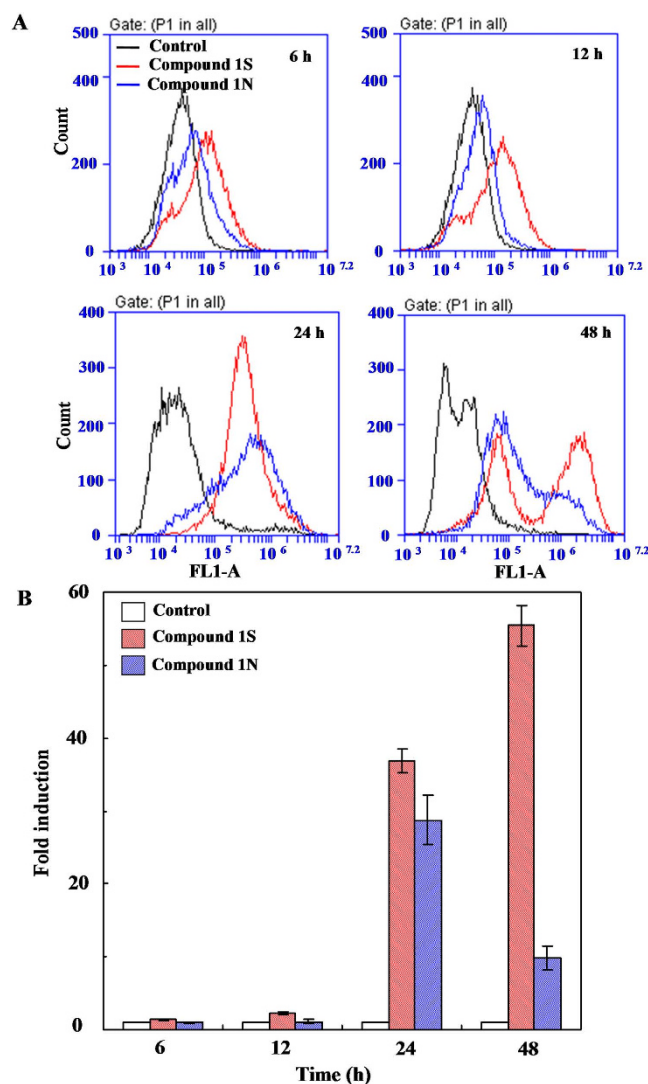 A
Gate: (P1 in all)
Control
Compound 1S
Compound 1N
6 h
Count
500
400
200
0
10 3 10 4 10 5 10 6 10 7.2
Gate: (P1 in all)
12 h
500
400
200
0
10 3 10 4 10 5 10 6 10 7.2
Gate: (P1 in all)
24 h
Count
400
300
200
100
0
10 3 10 4 10 5 10 6 10 7.2
FL1-A
Gate: (P1 in all)
48 h
400
300
200
100
0
10 3 10 4 10 5 10 6 10 7.2
FL1-A
B
Control
Compound 1S
Compound 1N
Fold induction
60
40
20
0
6 12 24 48
Time (h)